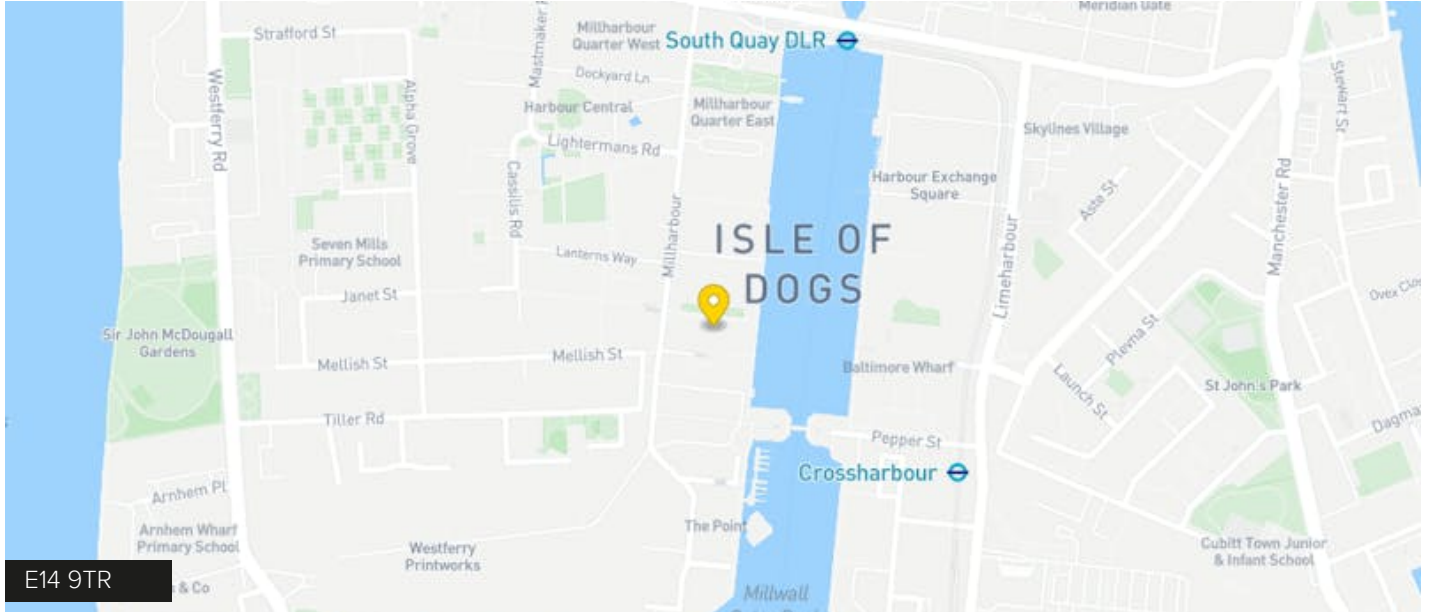 Meridian Gate
Strafford St
Millharbour
Quarter West
South Quay DLR
Westferry Rd
Alpha Grove
Mastmaker
Dockyard Ln
Harbour Central
Millharbour
Quarter East
Stewart St
Skylines Village
Lightermans Rd
Cassilis Rd
Harbour Exchange
Square
Manchester Rd
Aste St
Millharbour
ISLE OF
DOGS
Seven Mills
Primary School
Lanterns Way
Limeharbour
Janet St
Sir John McDougall
Gardens
Mellish St
Mellish St
Plevna St
Baltimore Wharf
Launch St
St John's Park
Tiller Rd
Pepper St
Crossharbour
Arnhem Pl
Arnhem Wharf
Primary School
The Point
Westferry
Printworks
Cubitt Town Junior
& Infant School
E14 9TR
& Co
Millwall